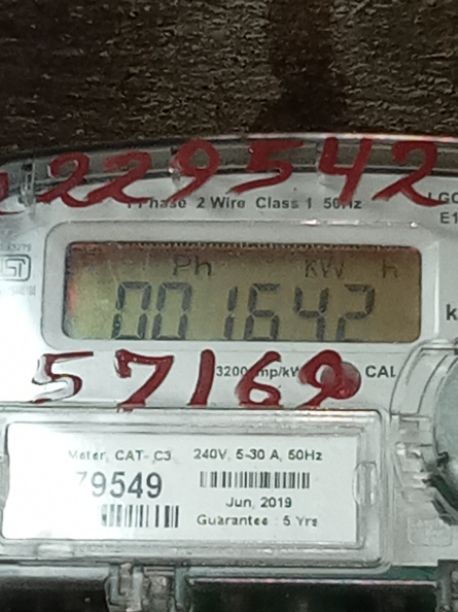 229542
1 Phase 2 Wire Class 1 50Hz
Ph KW h
001642
57169
3200 imp/kW CAL
Meter, CAT- C3 240V, 5-30 A, 50Hz
79549
Jun, 2019
Guarantee : 5 Yrs